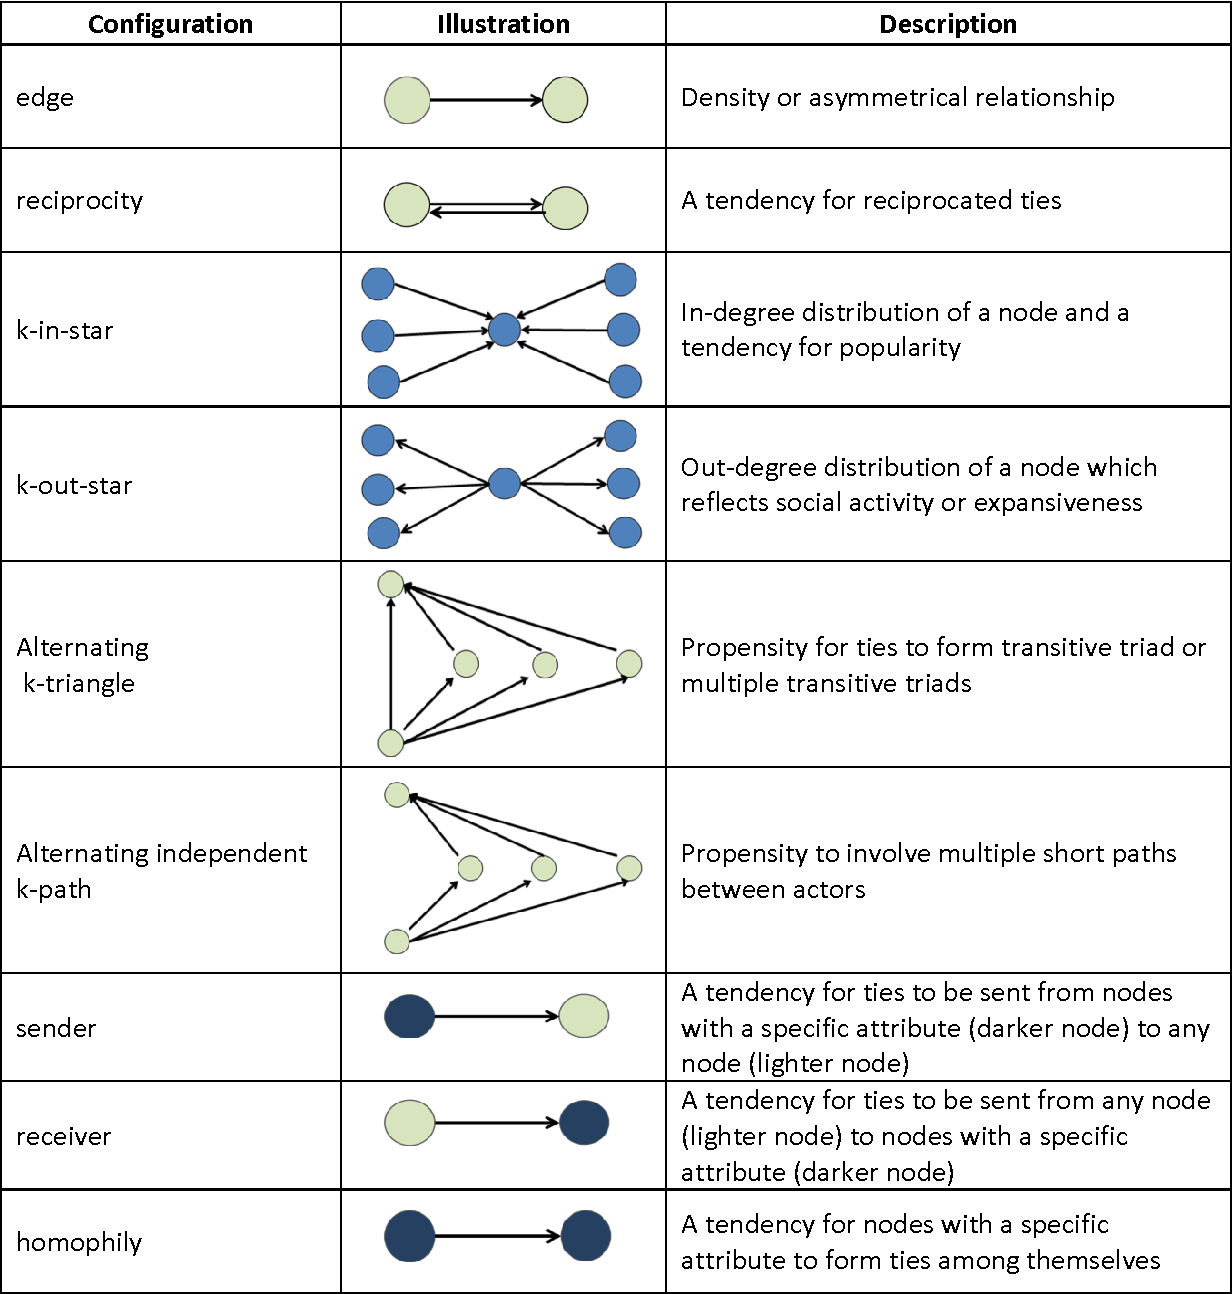 Configuration
Illustration
Description
edge
Density or asymmetrical relationship
reciprocity
A tendency for reciprocated ties
k-in-star
In-degree distribution of a node and a
tendency for popularity
k-out-star
Out-degree distribution of a node which
reflects social activity or expansiveness
Alternating
k-triangle
Propensity for ties to form transitive triad or
multiple transitive triads
Alternating independent
k-path
Propensity to involve multiple short paths
between actors
sender
A tendency for ties to be sent from nodes
with a specific attribute (darker node) to any
node (lighter node)
receiver
A tendency for ties to be sent from any node
(lighter node) to nodes with a specific
attribute (darker node)
homophily
A tendency for nodes with a specific
attribute to form ties among themselves